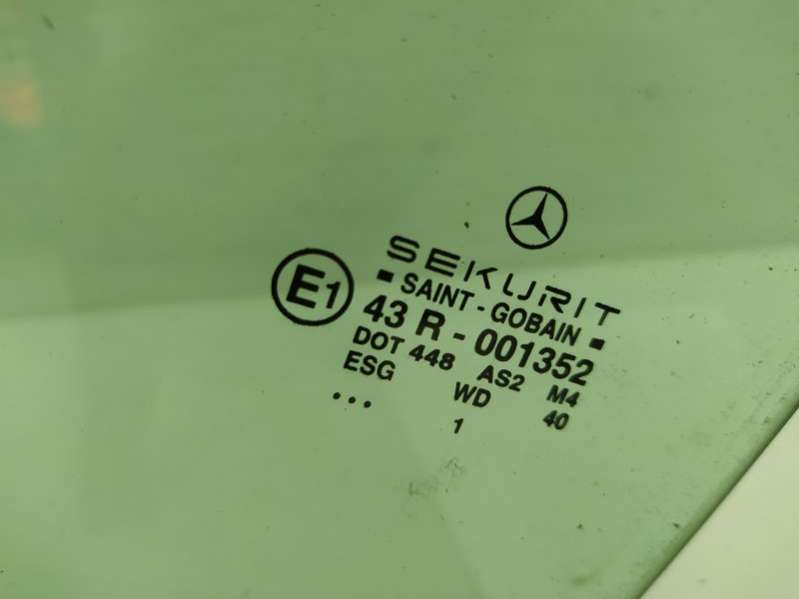 SEKURIT
▪ SAINT - GOBAIN ▪
E1
43 R - 001352
DOT 448 AS2 M4
ESG WD 40
... 1